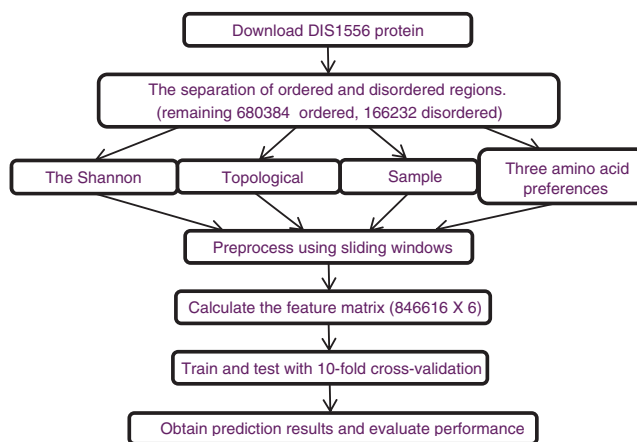 Download DIS1556 protein
The separation of ordered and disordered regions.
(remaining 680384 ordered, 166232 disordered)
The Shannon
Topological
Sample
Three amino acid
preferences
Preprocess using sliding windows
Calculate the feature matrix (846616 X 6)
Train and test with 10-fold cross-validation
Obtain prediction results and evaluate performance